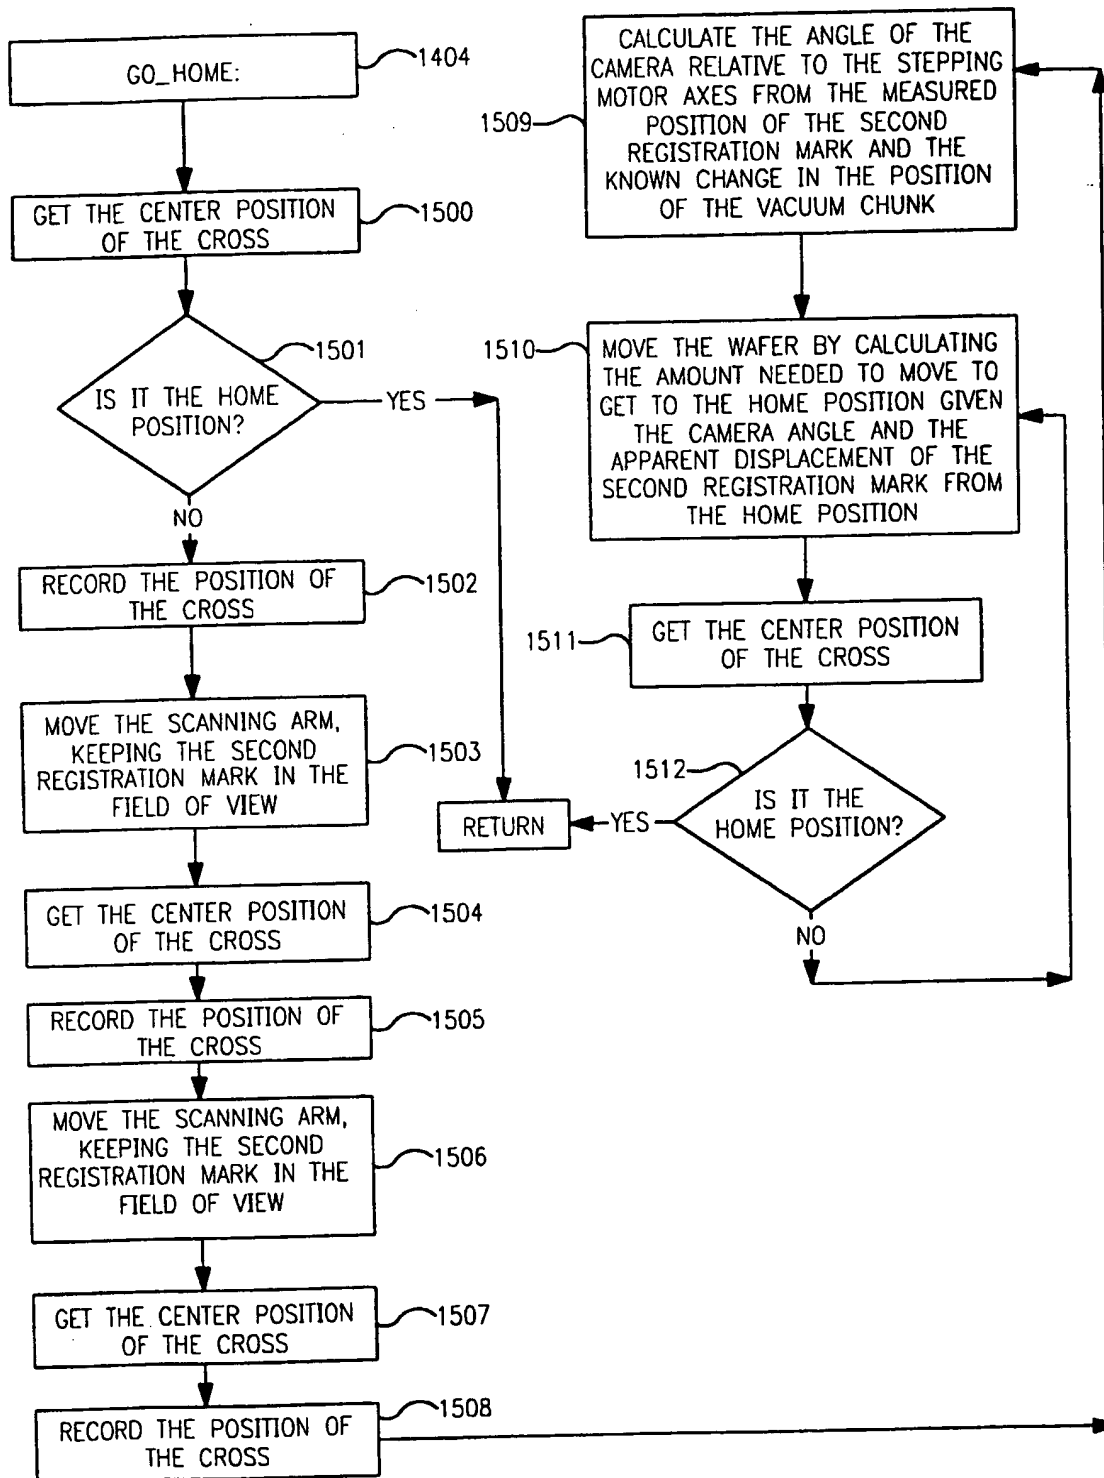 GO_HOME:
1404
GET THE CENTER POSITION
OF THE CROSS
1500
1501
IS IT THE HOME
POSITION?
YES
NO
RECORD THE POSITION OF
THE CROSS
1502
MOVE THE SCANNING ARM,
KEEPING THE SECOND
REGISTRATION MARK IN THE
FIELD OF VIEW
1503
GET THE CENTER POSITION
OF THE CROSS
1504
RECORD THE POSITION OF
THE CROSS
1505
MOVE THE SCANNING ARM,
KEEPING THE SECOND
REGISTRATION MARK IN THE
FIELD OF VIEW
1506
GET THE CENTER POSITION
OF THE CROSS
1507
RECORD THE POSITION OF
THE CROSS
1508
CALCULATE THE ANGLE OF THE
CAMERA RELATIVE TO THE STEPPING
MOTOR AXES FROM THE MEASURED
POSITION OF THE SECOND
REGISTRATION MARK AND THE
KNOWN CHANGE IN THE POSITION
OF THE VACUUM CHUNK
1509
1510
MOVE THE WAFER BY CALCULATING
THE AMOUNT NEEDED TO MOVE TO
GET TO THE HOME POSITION GIVEN
THE CAMERA ANGLE AND THE
APPARENT DISPLACEMENT OF THE
SECOND REGISTRATION MARK FROM
THE HOME POSITION
1511
GET THE CENTER POSITION
OF THE CROSS
1512
IS IT THE
HOME POSITION?
YES
RETURN
NO